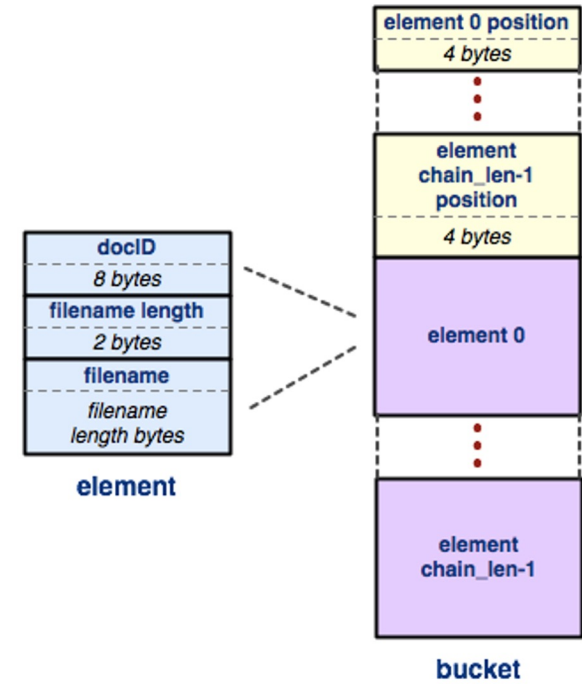 docID
8 bytes
filename length
2 bytes
filename
filename
length bytes
element
element 0 position
4 bytes
element
chain_len-1
position
4 bytes
element 0
element
chain_len-1
bucket